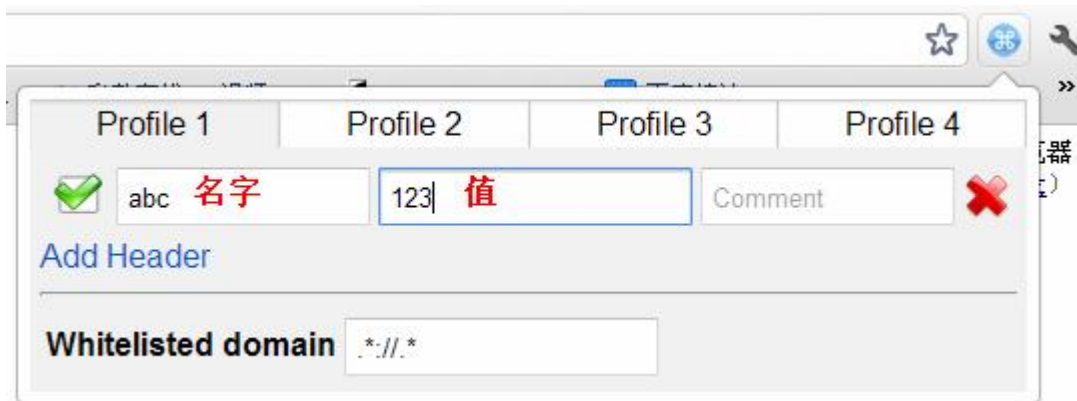 »
Profile 1 Profile 2 Profile 3 Profile 4
abc 名字 123 值 Comment
Add Header
Whitelisted domain .*://.*